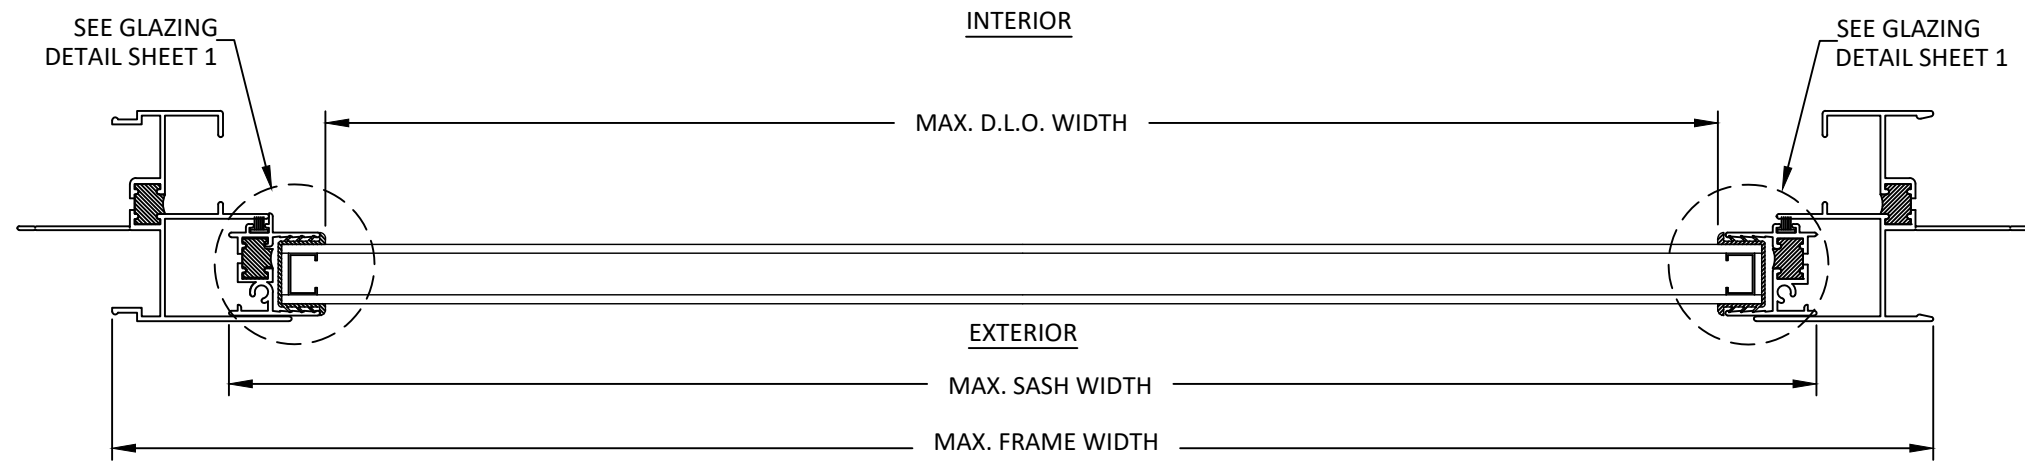 INTERIOR
SEE GLAZING
DETAIL SHEET 1
SEE GLAZING
DETAIL SHEET 1
MAX. D.L.O. WIDTH
EXTERIOR
MAX. SASH WIDTH
MAX. FRAME WIDTH